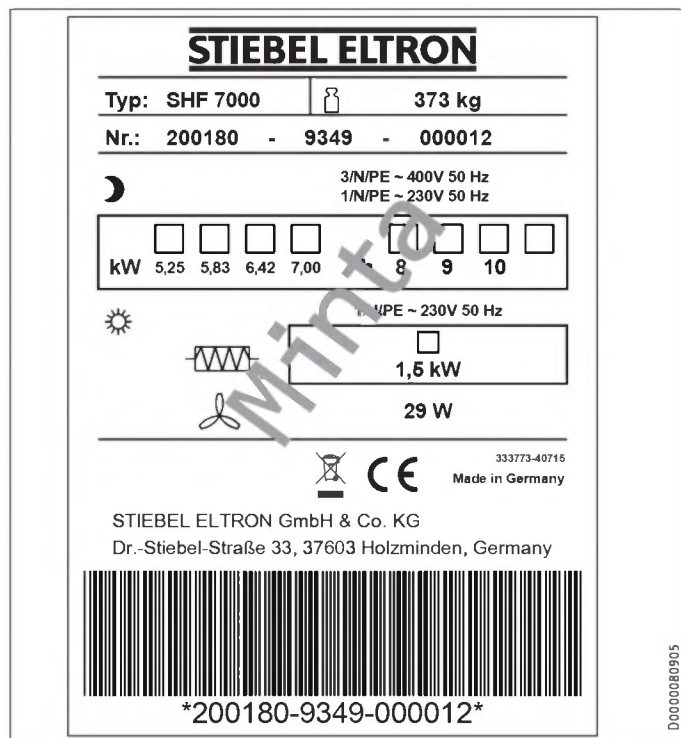 STIEBEL ELTRON
Typ: SHF 7000 373 kg
Nr.: 200180 - 9349 - 000012
3/N/PE ~ 400V 50 Hz
1/N/PE ~ 230V 50 Hz
kW 5,25 5,83 6,42 7,00 8 9 10
~ 230V 50 Hz
1,5 kW
29 W
Minta
CE
333773-40715
Made in Germany
STIEBEL ELTRON GmbH & Co. KG
Dr.-Stiebel-Straße 33, 37603 Holzminden, Germany
*200180-9349-000012*
D0000080905